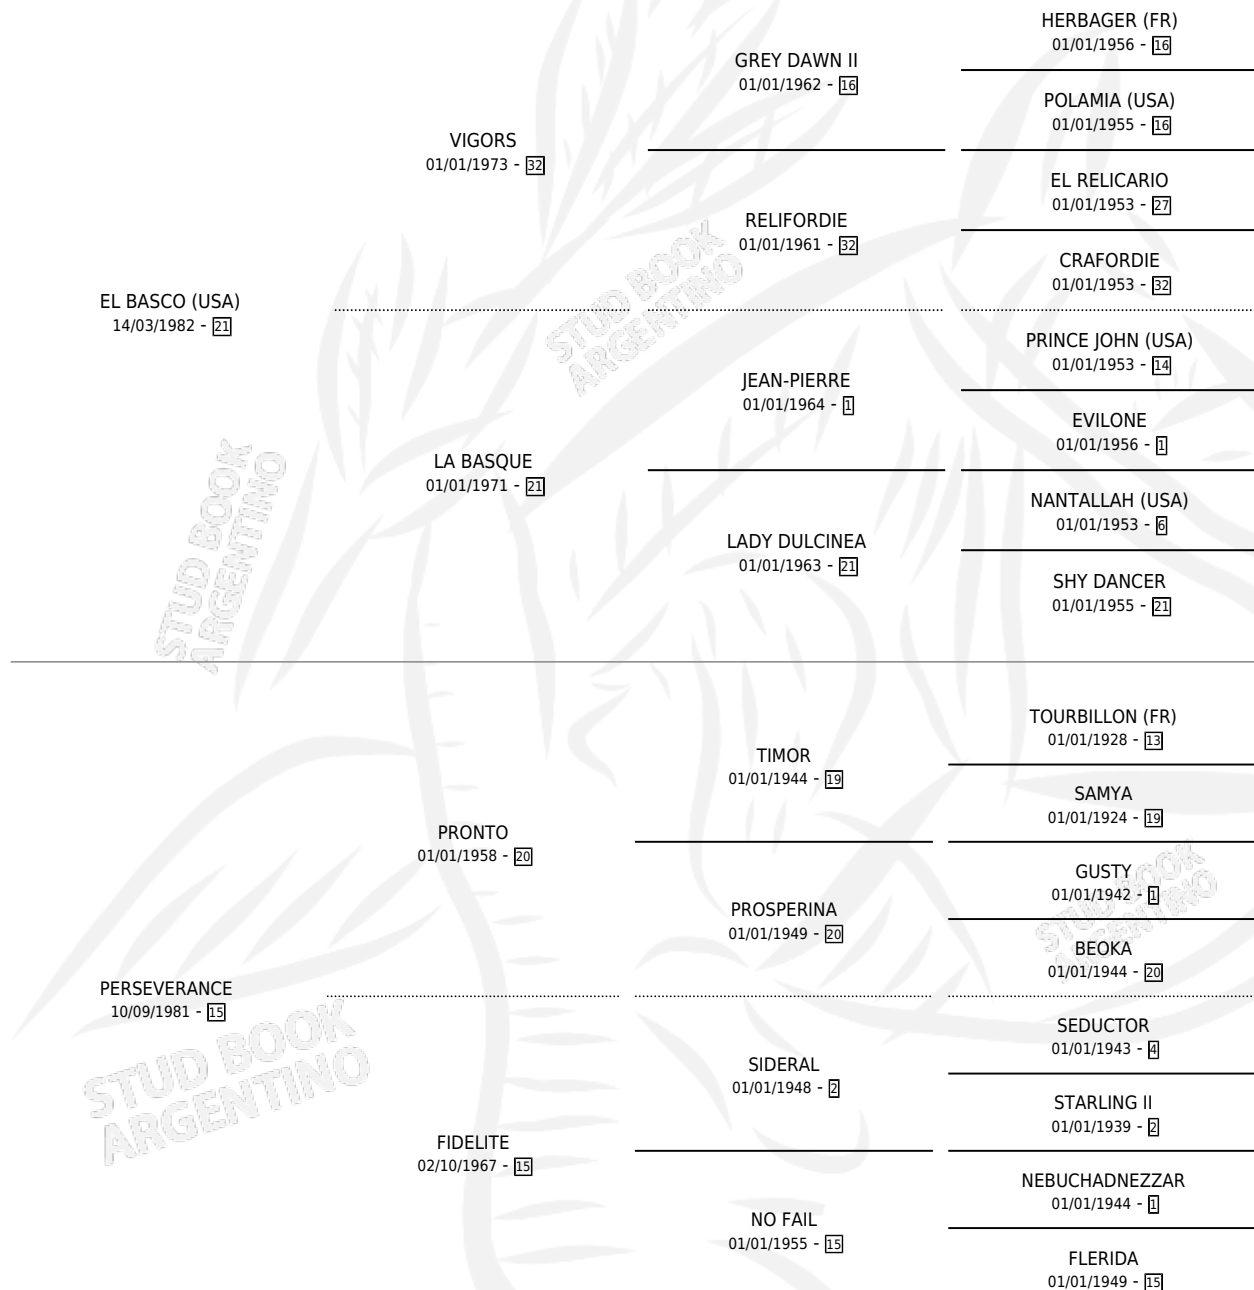 HERBAGER (FR)
01/01/1956 - 16
GREY DAWN II
01/01/1962 - 16
POLAMIA (USA)
01/01/1955 - 16
VIGORS
01/01/1973 - 32
EL RELICARIO
01/01/1953 - 27
RELIFORDIE
01/01/1961 - 32
CRAFORDIE
01/01/1953 - 32
EL BASCO (USA)
14/03/1982 - 21
PRINCE JOHN (USA)
01/01/1953 - 14
JEAN-PIERRE
01/01/1964 - 1
EVILONE
01/01/1956 - 1
LA BASQUE
01/01/1971 - 21
NANTALLAH (USA)
01/01/1953 - 6
LADY DULCINEA
01/01/1963 - 21
SHY DANCER
01/01/1955 - 21
TOURBILLON (FR)
01/01/1928 - 13
TIMOR
01/01/1944 - 19
SAMYA
01/01/1924 - 19
PRONTO
01/01/1958 - 20
GUSTY
01/01/1942 - 1
PROSPERINA
01/01/1949 - 20
BEOKA
01/01/1944 - 20
PERSEVERANCE
10/09/1981 - 15
SEDUCTOR
01/01/1943 - 4
SIDERAL
01/01/1948 - 2
STARLING II
01/01/1939 - 2
FIDELITE
02/10/1967 - 15
NEBUCHADNEZZAR
01/01/1944 - 1
NO FAIL
01/01/1955 - 15
FLERIDA
01/01/1949 - 15
STUD BOOK
ARGENTINO
STUD BOOK
ARGENTINO
STUD BOOK
ARGENTINO
STUD BOOK
ARGENTINO